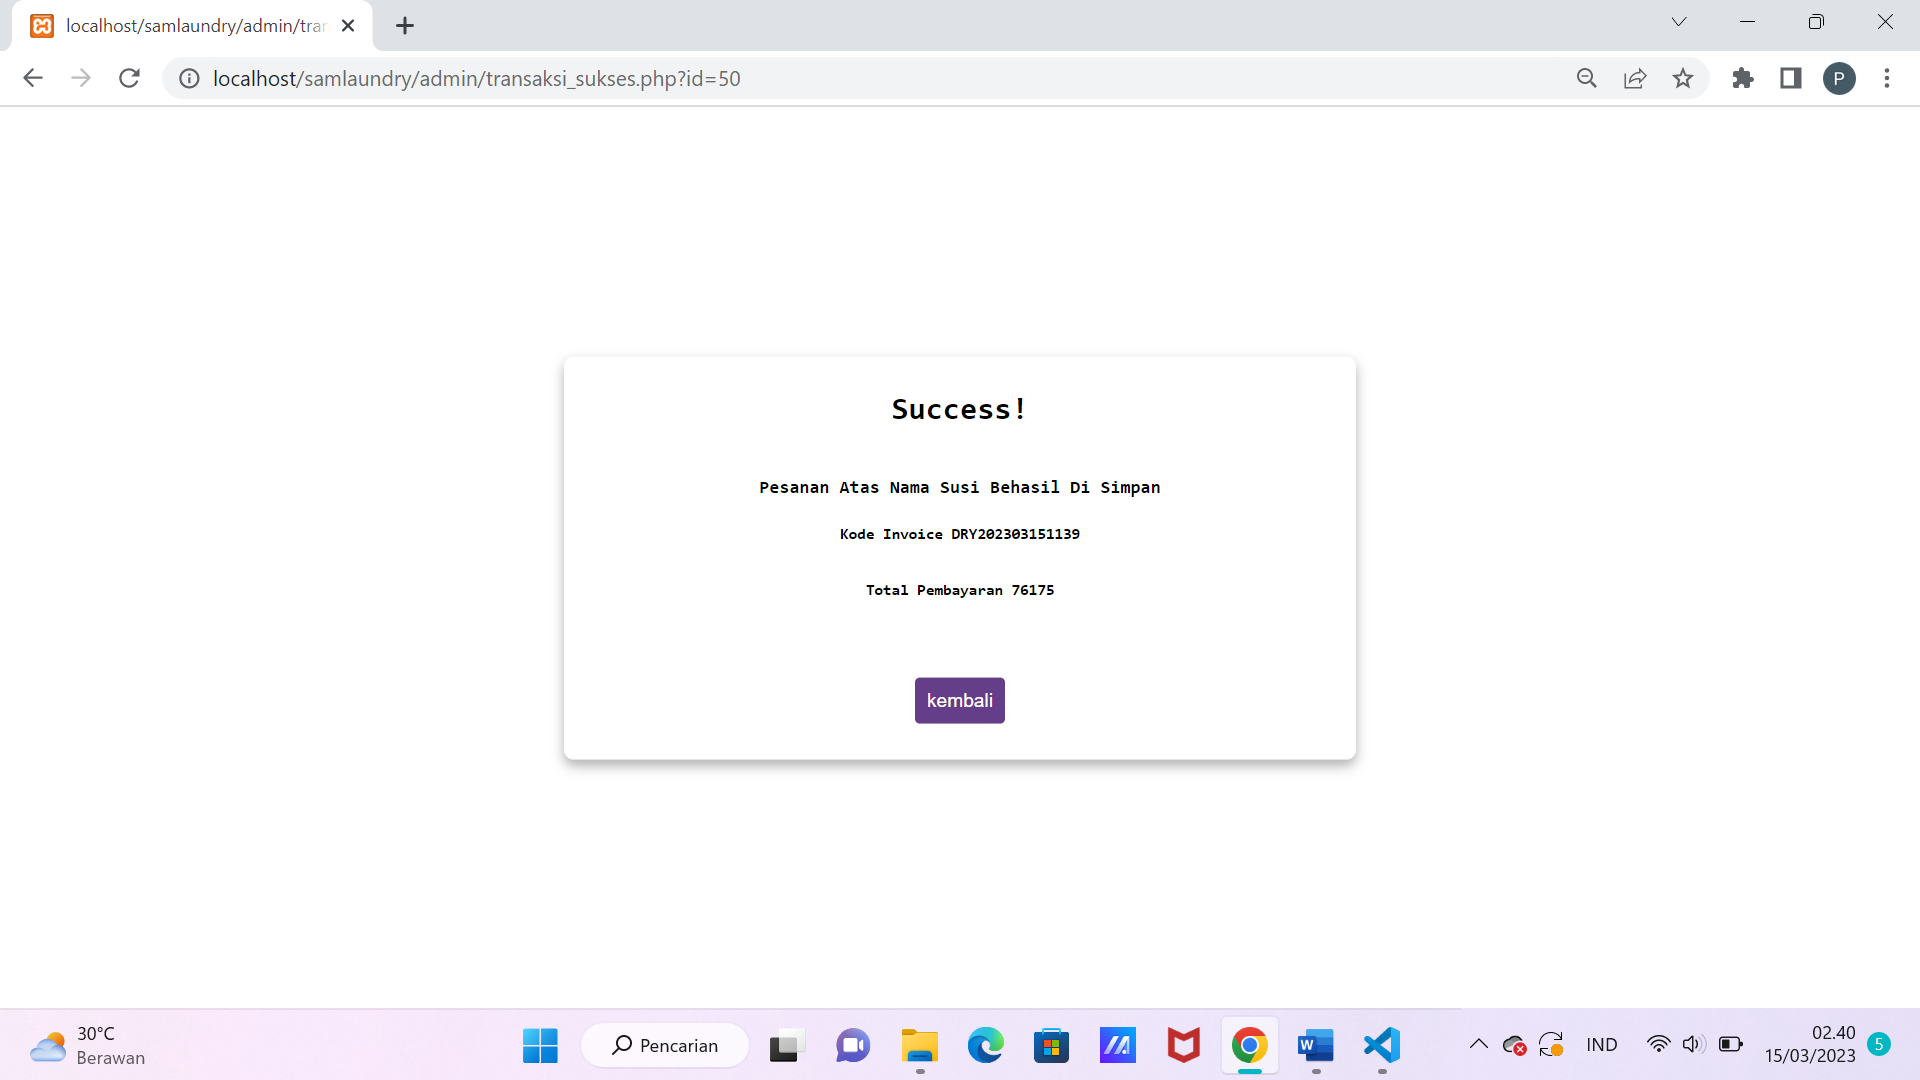 localhost/samlaundry/admin/trar
localhost/samlaundry/admin/transaksi_sukses.php?id=50
P
Success!
Pesanan Atas Nama Susi Behasil Di Simpan
Kode Invoice DRY202303151139
Total Pembayaran 76175
kembali
30°C
Berawan
Pencarian
W
IND
02.40
15/03/2023
5